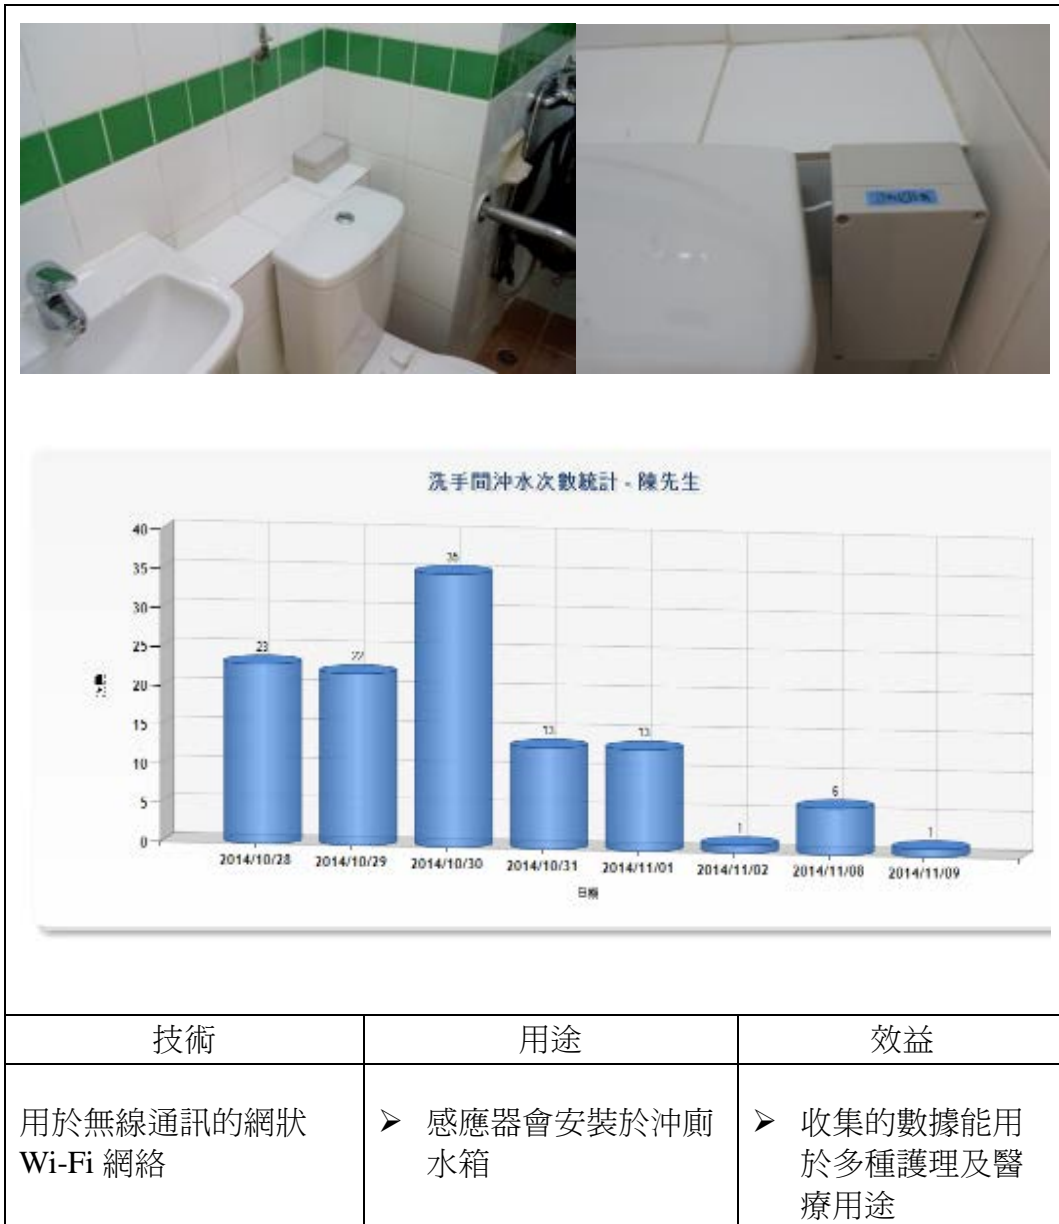 洗手間沖水次數統計 - 陳先生
40
35
30
25
20
15
10
5
0
23
22
35
13
13
1
6
1
2014/10/28
2014/10/29
2014/10/30
2014/10/31
2014/11/01
2014/11/02
2014/11/08
2014/11/09
日期
技術
用途
效益
用於無線通訊的網狀
Wi-Fi 網絡
➢ 感應器會安裝於沖廁
水箱
➢ 收集的數據能用
於多種護理及醫
療用途